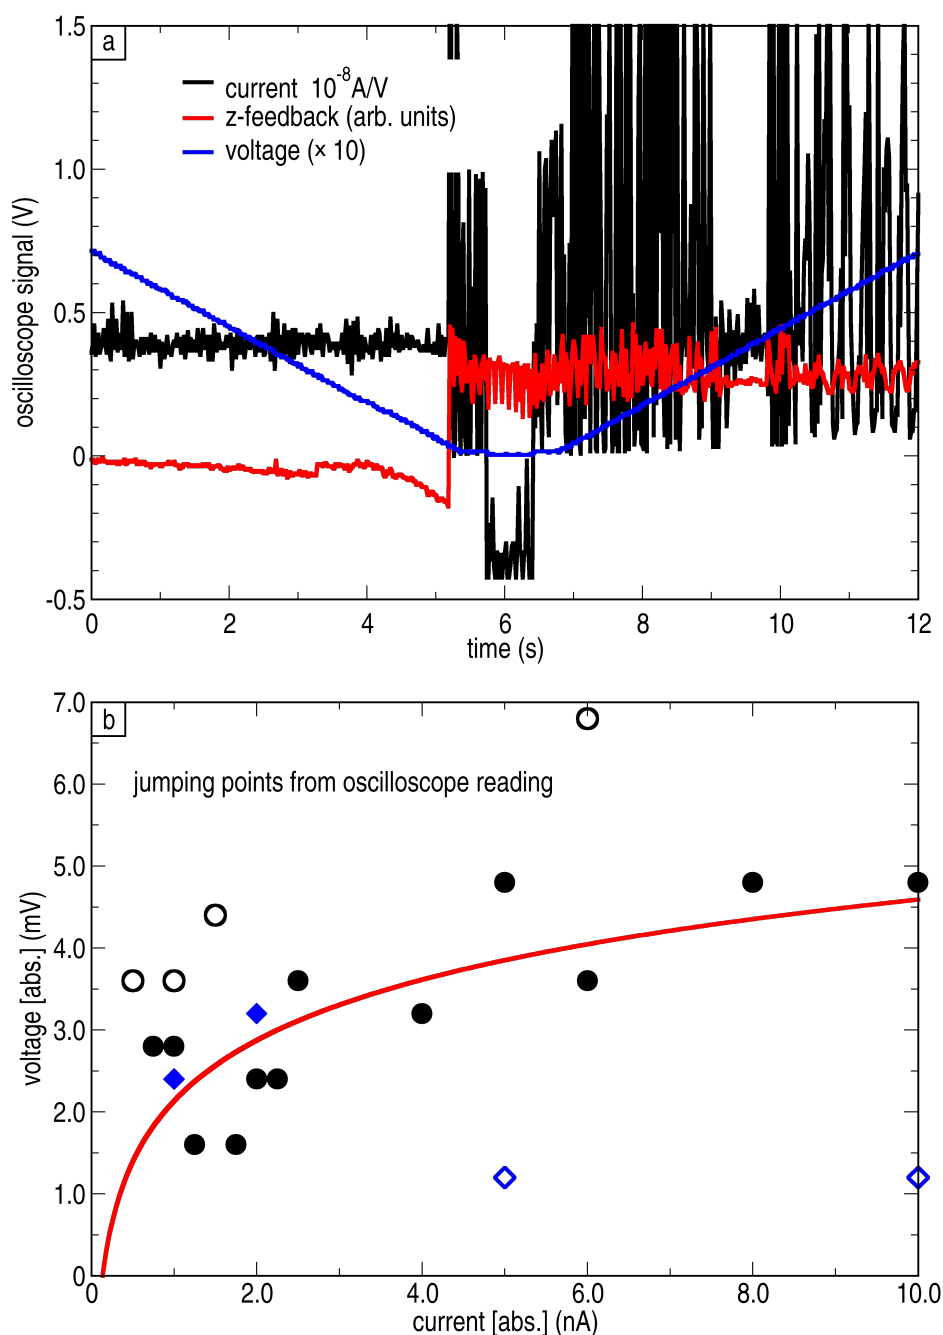 1.5
a
current 10⁻⁸A/V
z-feedback (arb. units)
voltage (× 10)
1.0
0.5
0
-0.5
oscilloscope signal (V)
0 2 4 6 8 10 12
time (s)
7.0
b
jumping points from oscilloscope reading
6.0
5.0
4.0
3.0
2.0
1.0
0
voltage [abs.] (mV)
0 2.0 4.0 6.0 8.0 10.0
current [abs.] (nA)